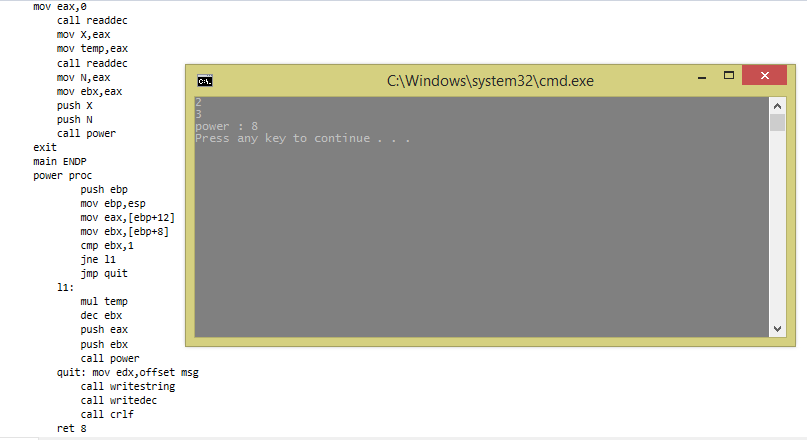 mov eax,0
call readdec
mov X,eax
mov temp,eax
call readdec
mov N,eax
mov ebx,eax
push X
push N
call power
exit
main ENDP
power proc
push ebp
mov ebp,esp
mov eax,[ebp+12]
mov ebx,[ebp+8]
cmp ebx,1
jne l1
jmp quit
l1:
mul temp
dec ebx
push eax
push ebx
call power
quit: mov edx,offset msg
call writestring
call writedec
call crlf
ret 8
C:\.
C:\Windows\system32\cmd.exe
2
3
power : 8
Press any key to continue . . .